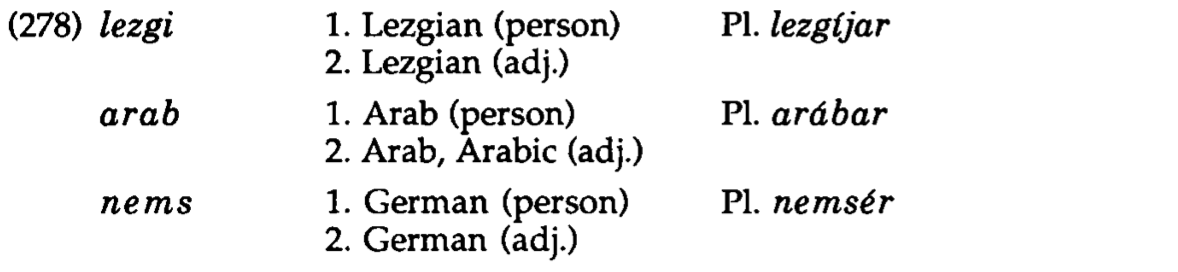 (278) lezgi 1. Lezgian (person) Pl. lezgíjar
2. Lezgian (adj.)
arab 1. Arab (person) Pl. arábar
2. Arab, Arabic (adj.)
nems 1. German (person) Pl. nemsér
2. German (adj.)